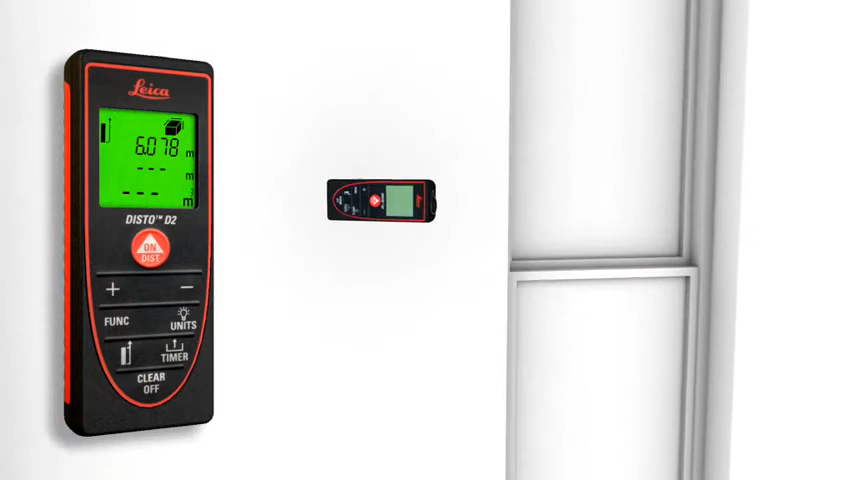 Leica
6.078 m
--- m
--- m
DISTO™ D2
ON
DIST
+ −
FUNC UNITS
TIMER
CLEAR
OFF